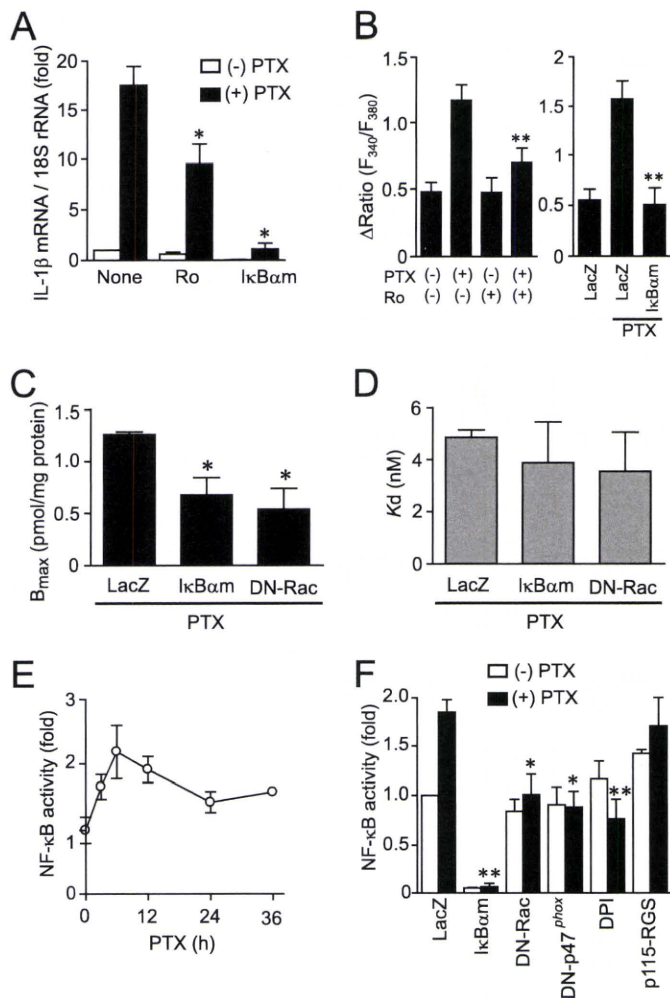 A
IL-1β mRNA / 18S rRNA (fold)
20
15
10
5.0
0
(-) PTX
(+) PTX
*
*
None Ro IκBαm
B
ΔRatio (F340/F380)
1.5
1.0
0.5
0
**
PTX (-) (+) (-) (+)
Ro (-) (-) (+) (+)
2
1.5
1
0.5
0
**
LacZ
LacZ
IκBαm
PTX
C
Bmax (pmol/mg protein)
1.5
1.0
0.5
0
*
*
LacZ IκBαm DN-Rac
PTX
D
Kd (nM)
6
4
2
0
LacZ IκBαm DN-Rac
PTX
E
NF-κB activity (fold)
3
2
1
0
0 12 24 36
PTX (h)
F
(-) PTX
(+) PTX
NF-κB activity (fold)
2.0
1.5
1.0
0.5
0
**
*
*
**
LacZ
IκBαm
DN-Rac
DN-p47phox
DPI
p115-RGS